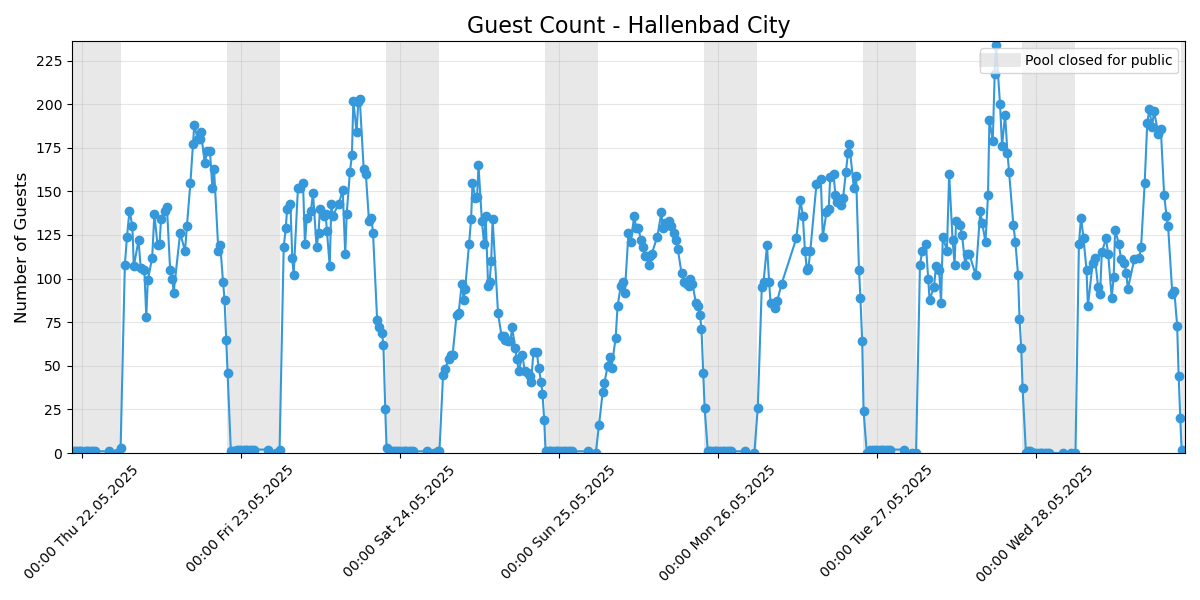 Guest Count - Hallenbad City
Pool closed for public
Number of Guests
225
200
175
150
125
100
75
50
25
0
00:00 Thu 22.05.2025
00:00 Fri 23.05.2025
00:00 Sat 24.05.2025
00:00 Sun 25.05.2025
00:00 Mon 26.05.2025
00:00 Tue 27.05.2025
00:00 Wed 28.05.2025